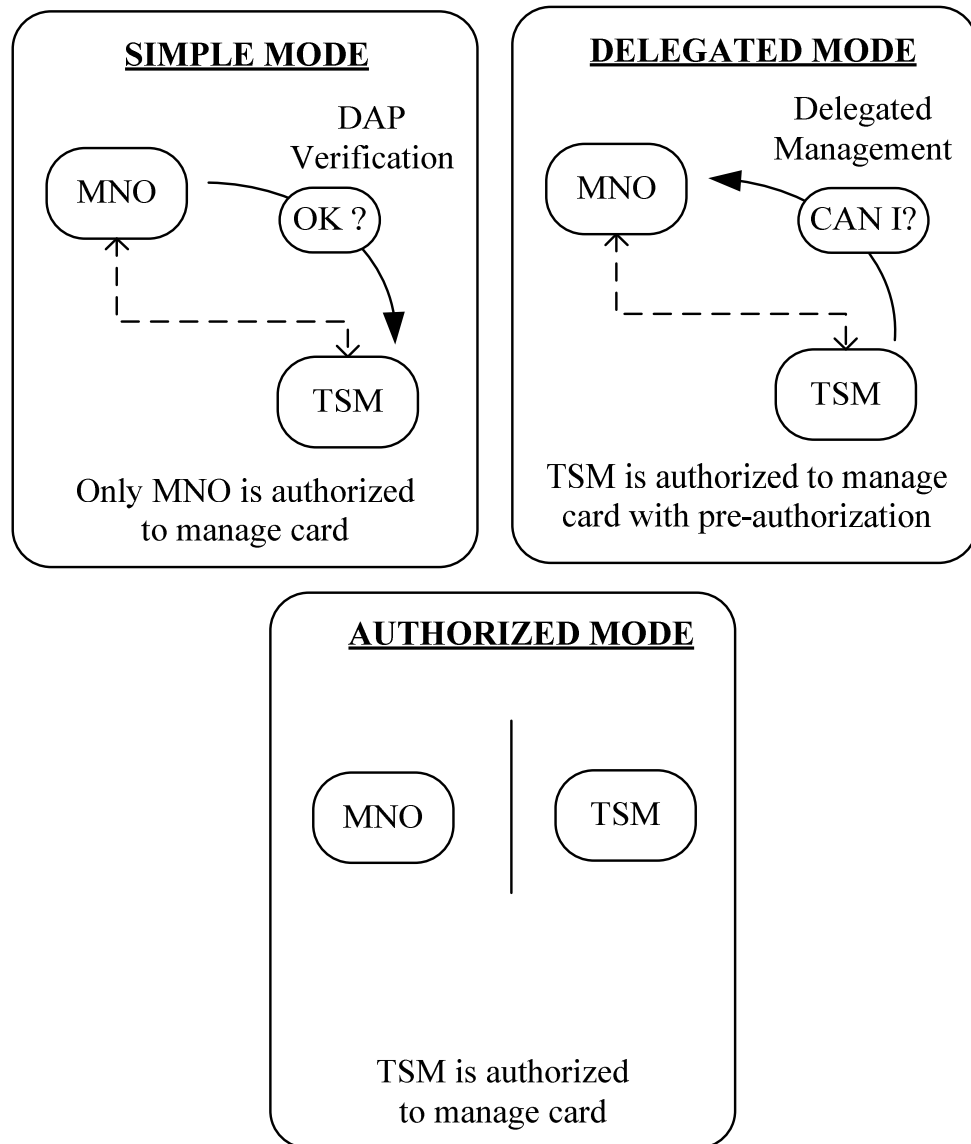 SIMPLE MODE
DAP
Verification
MNO
OK ?
TSM
Only MNO is authorized
to manage card
DELEGATED MODE
Delegated
Management
MNO
CAN I?
TSM
TSM is authorized to manage
card with pre-authorization
AUTHORIZED MODE
MNO
TSM
TSM is authorized
to manage card